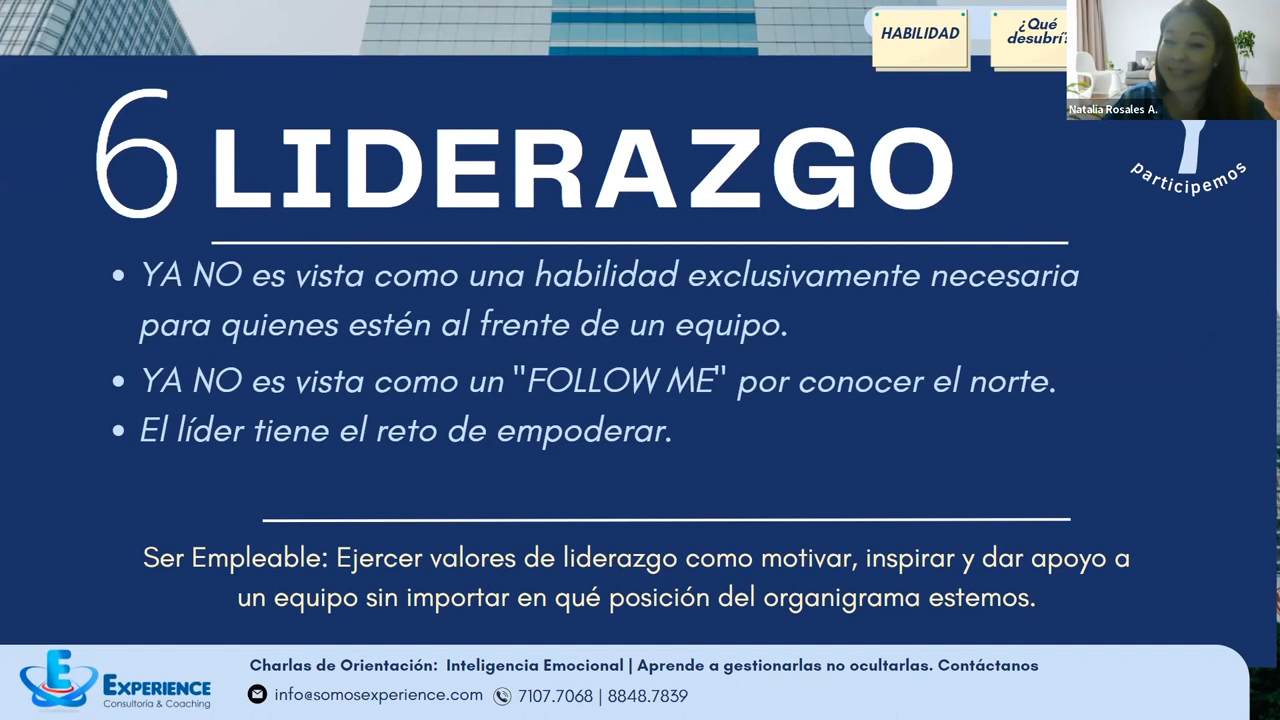 HABILIDAD
¿Qué
desubrí?
Natalia Rosales A.
participemos
6 LIDERAZGO
• YA NO es vista como una habilidad exclusivamente necesaria
para quienes estén al frente de un equipo.
• YA NO es vista como un "FOLLOW ME" por conocer el norte.
• El líder tiene el reto de empoderar.
Ser Empleable: Ejercer valores de liderazgo como motivar, inspirar y dar apoyo a
un equipo sin importar en qué posición del organigrama estemos.
E
EXPERIENCE
Consultoría & Coaching
Charlas de Orientación: Inteligencia Emocional | Aprende a gestionarlas no ocultarlas. Contáctanos
info@somosexperience.com 7107.7068 | 8848.7839